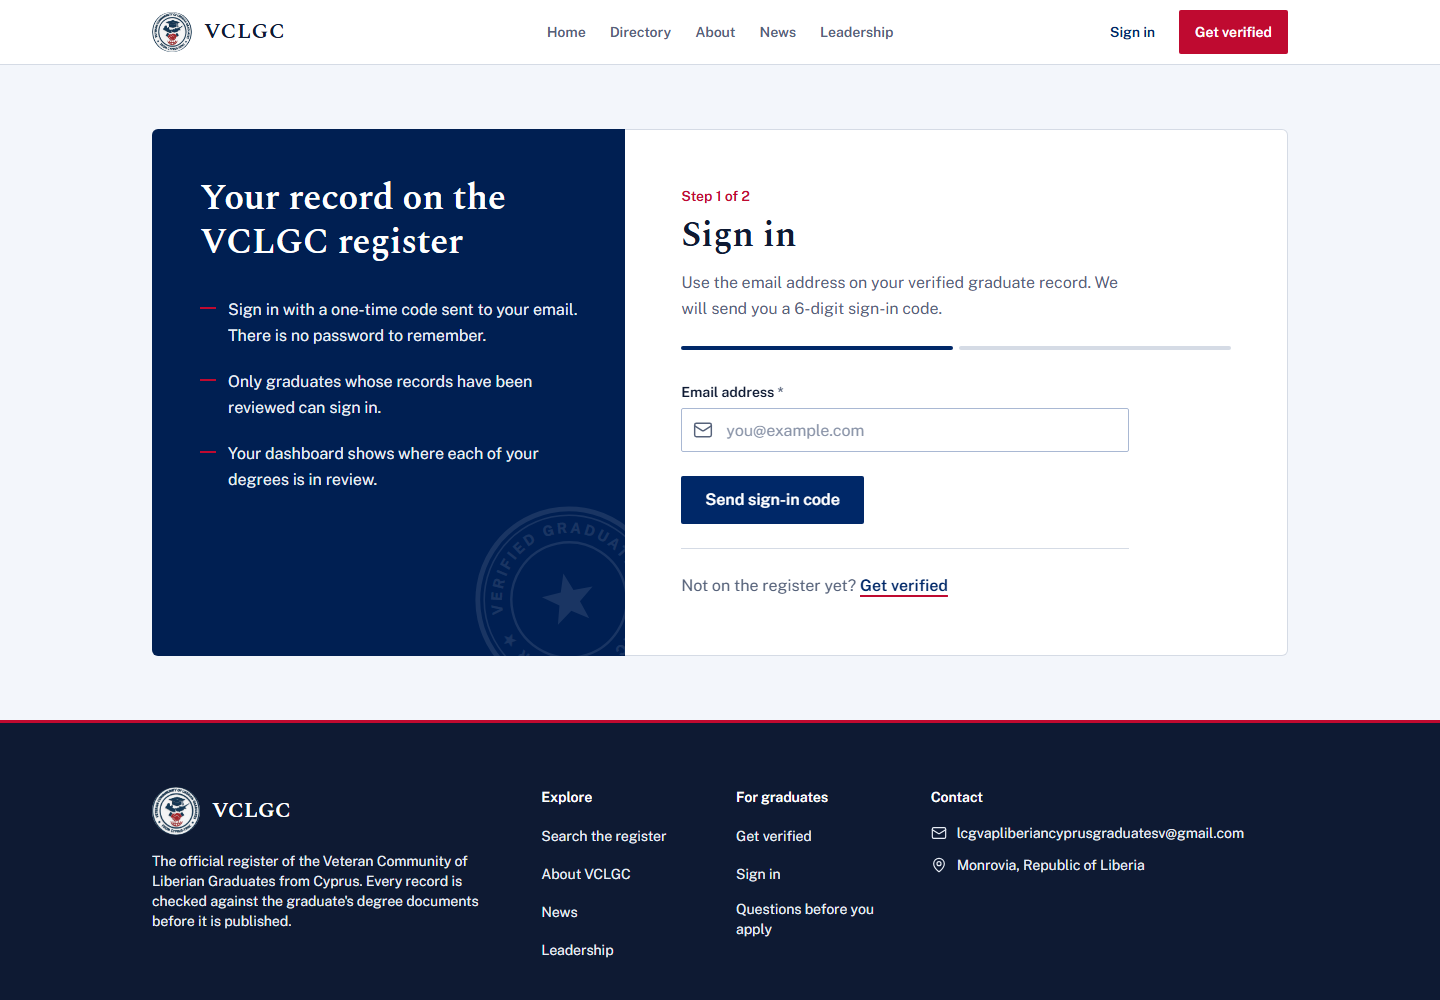 VCLGC
Home
Directory
About
News
Leadership
Sign in
Get verified
Your record on the
VCLGC register
Sign in with a one-time code sent to your email.
There is no password to remember.
Only graduates whose records have been
reviewed can sign in.
Your dashboard shows where each of your
degrees is in review.
VERIFIED
Step 1 of 2
Sign in
Use the email address on your verified graduate record. We
will send you a 6-digit sign-in code.
Email address *
you@example.com
Send sign-in code
Not on the register yet? Get verified
VCLGC
The official register of the Veteran Community of
Liberian Graduates from Cyprus. Every record is
checked against the graduate's degree documents
before it is published.
Explore
Search the register
About VCLGC
News
Leadership
For graduates
Get verified
Sign in
Questions before you
apply
Contact
lcgvapliberiancyprusgraduatesv@gmail.com
Monrovia, Republic of Liberia